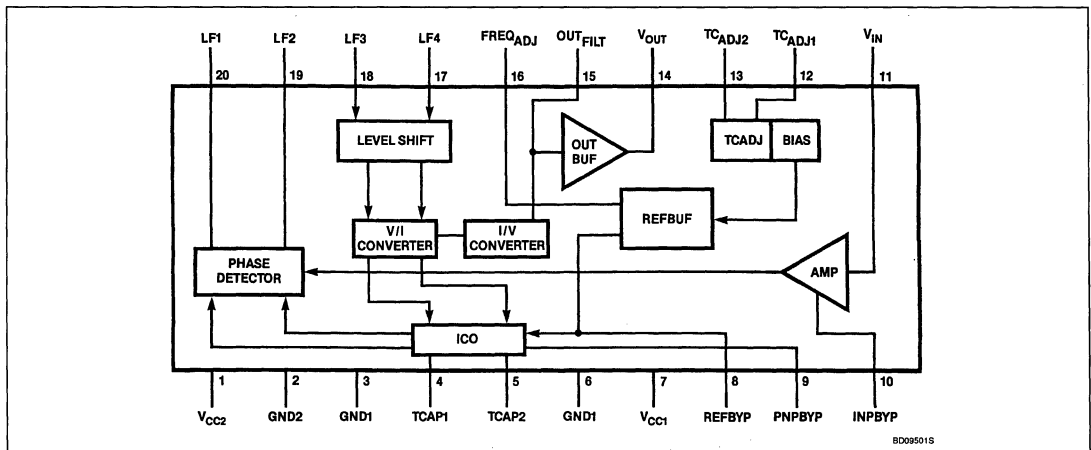 LF1 LF2 LF3 LF4 FREQADJ OUTFILT VOUT TCADJ2 TCADJ1 VIN
20 19 18 17 16 15 14 13 12 11
LEVEL SHIFT
OUT
BUF
TCADJ BIAS
V/I
CONVERTER
I/V
CONVERTER
REFBUF
PHASE
DETECTOR
AMP
ICO
1 2 3 4 5 6 7 8 9 10
VCC2 GND2 GND1 TCAP1 TCAP2 GND1 VCC1 REFBYP PNPBYP INPBYP
BD09501S